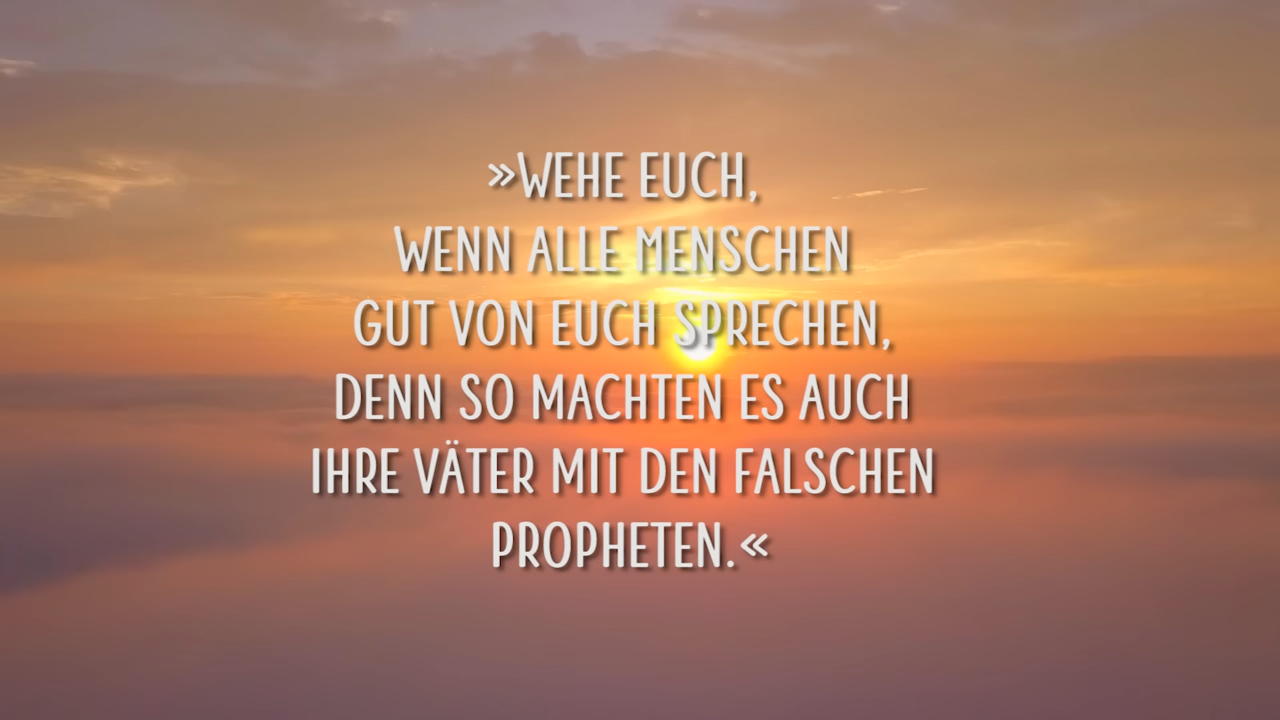 »WEHE EUCH,
WENN ALLE MENSCHEN
GUT VON EUCH SPRECHEN,
DENN SO MACHTEN ES AUCH
IHRE VÄTER MIT DEN FALSCHEN
PROPHETEN.«